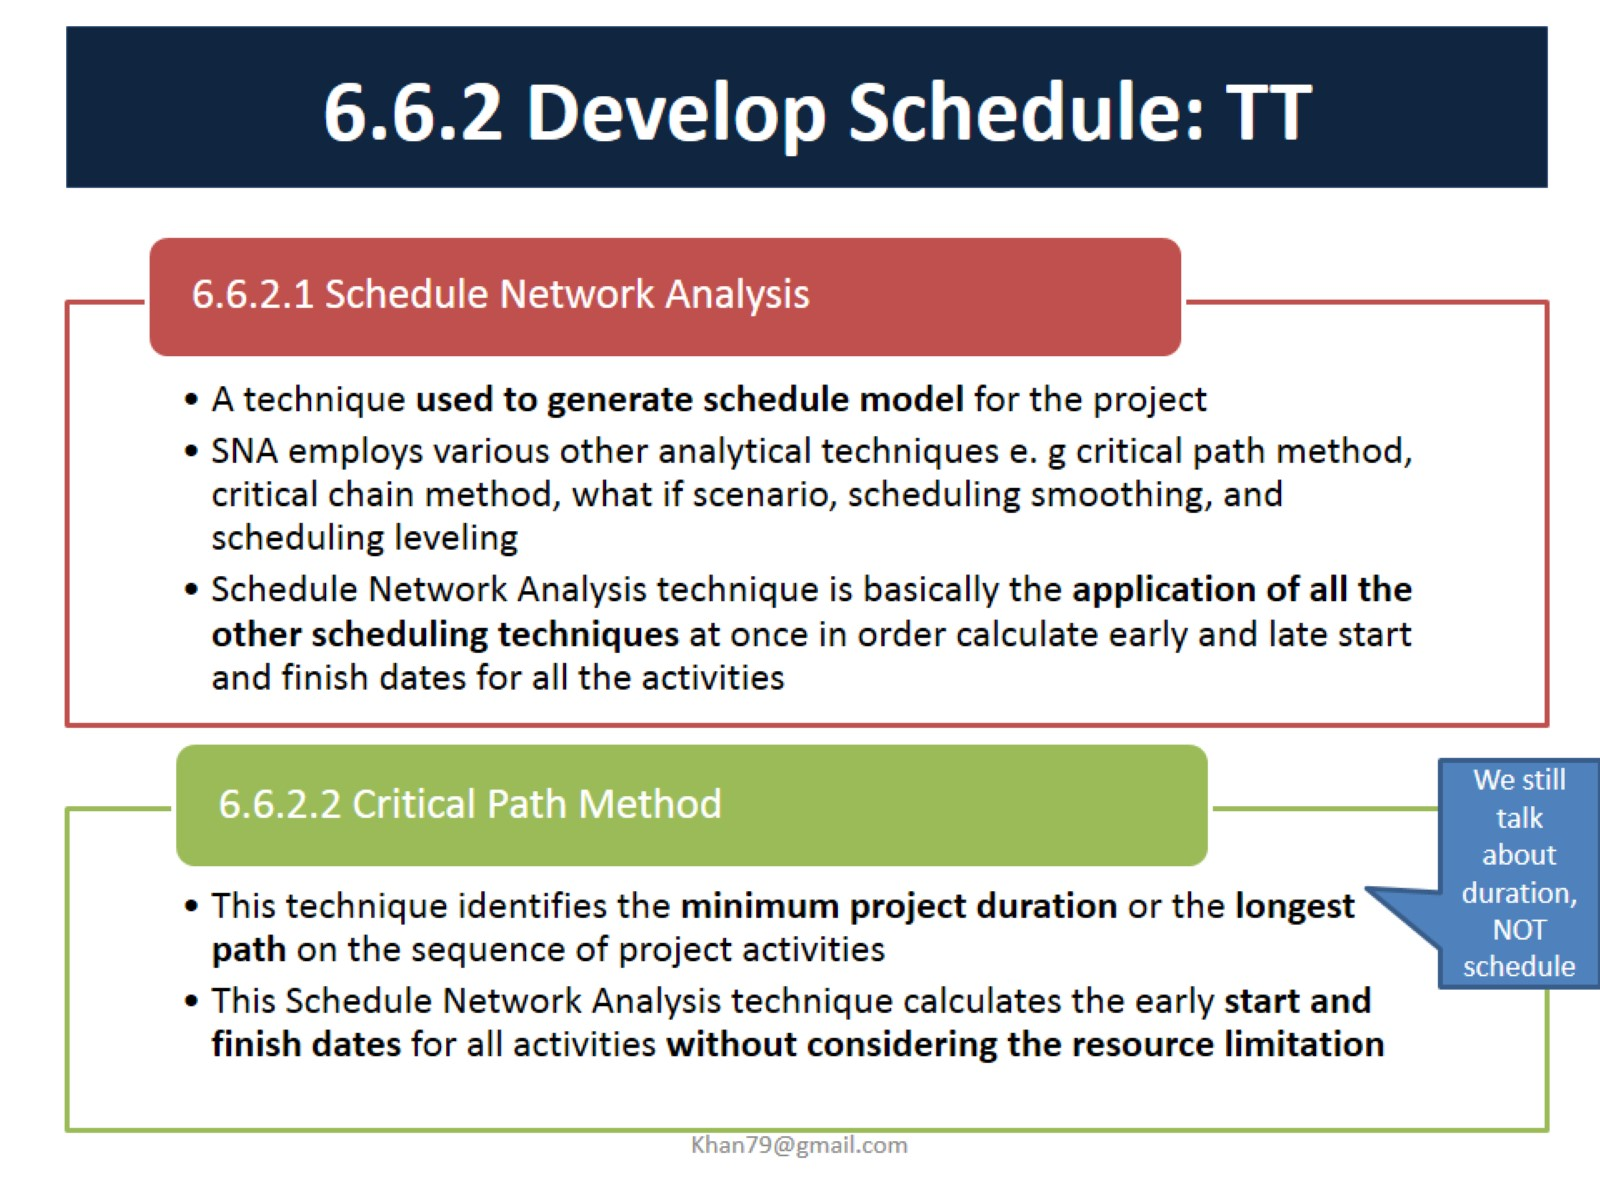 6.6.2 Develop Schedule: TT
6.6.2.1 Schedule Network Analysis
• A technique used to generate schedule model for the project
• SNA employs various other analytical techniques e. g critical path method,
critical chain method, what if scenario, scheduling smoothing, and
scheduling leveling
• Schedule Network Analysis technique is basically the application of all the
other scheduling techniques at once in order calculate early and late start
and finish dates for all the activities
6.6.2.2 Critical Path Method
We still
talk
about
duration,
NOT
schedule
• This technique identifies the minimum project duration or the longest
path on the sequence of project activities
• This Schedule Network Analysis technique calculates the early start and
finish dates for all activities without considering the resource limitation
Khan79@gmail.com